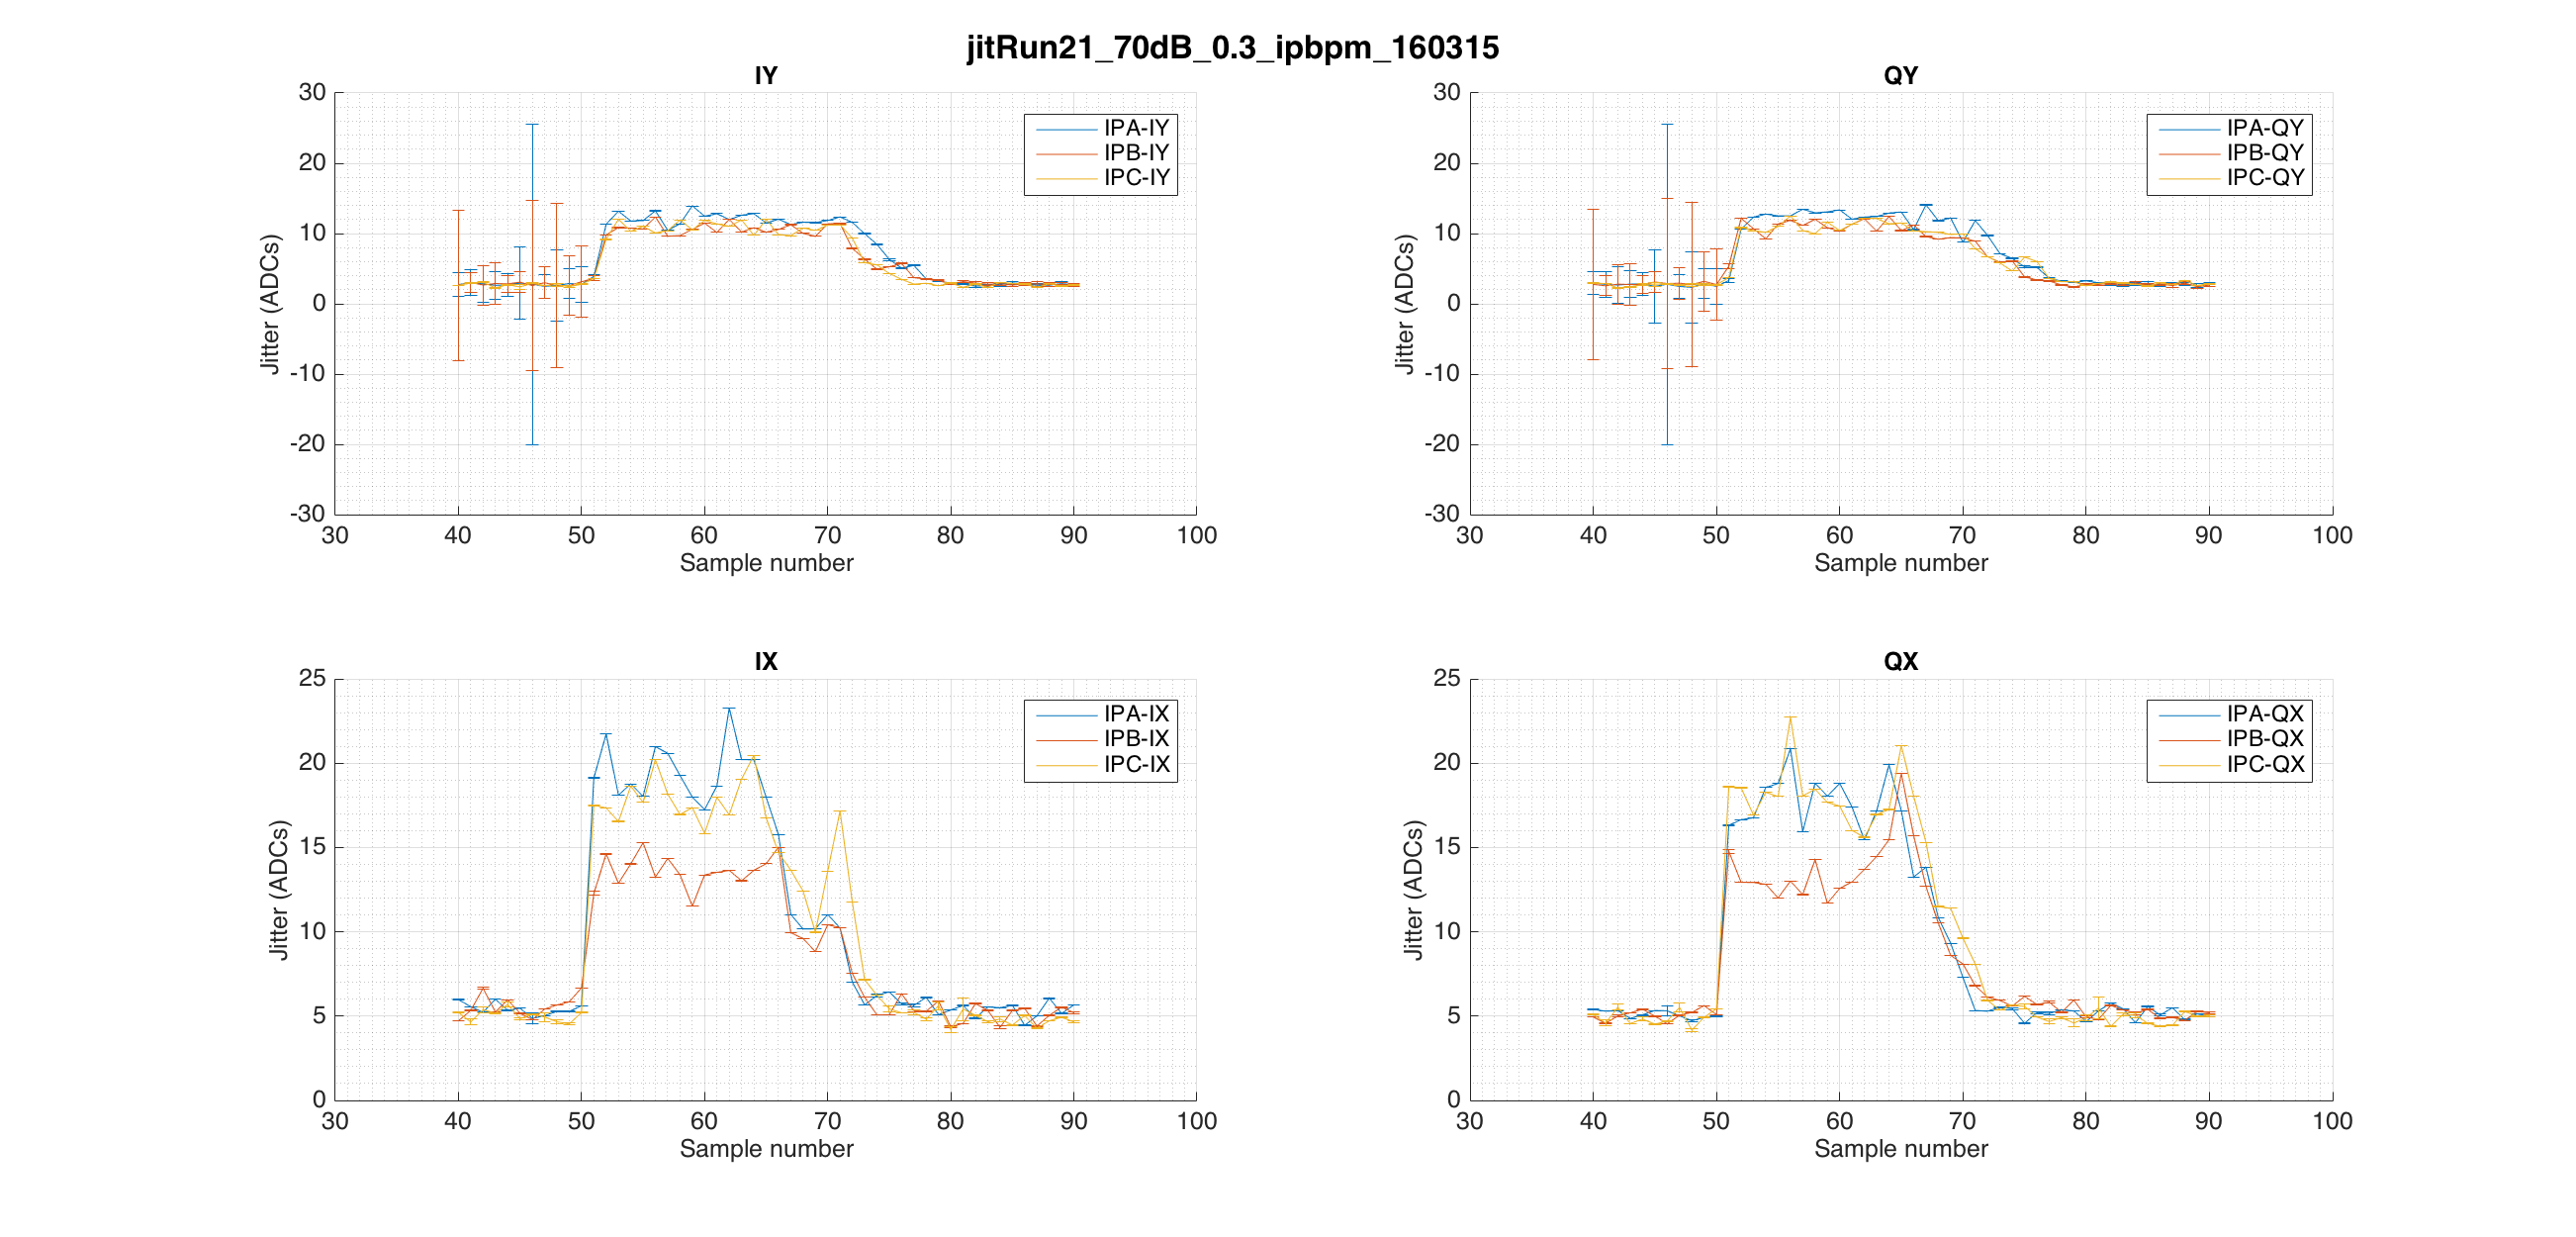 jitRun21_70dB_0.3_ipbpm_160315
IY
Jitter (ADCs)
30
20
10
0
-10
-20
-30
30 40 50 60 70 80 90 100
Sample number
IPA-IY
IPB-IY
IPC-IY
QY
Jitter (ADCs)
30
20
10
0
-10
-20
-30
30 40 50 60 70 80 90 100
Sample number
IPA-QY
IPB-QY
IPC-QY
IX
Jitter (ADCs)
25
20
15
10
5
0
30 40 50 60 70 80 90 100
Sample number
IPA-IX
IPB-IX
IPC-IX
QX
Jitter (ADCs)
25
20
15
10
5
0
30 40 50 60 70 80 90 100
Sample number
IPA-QX
IPB-QX
IPC-QX